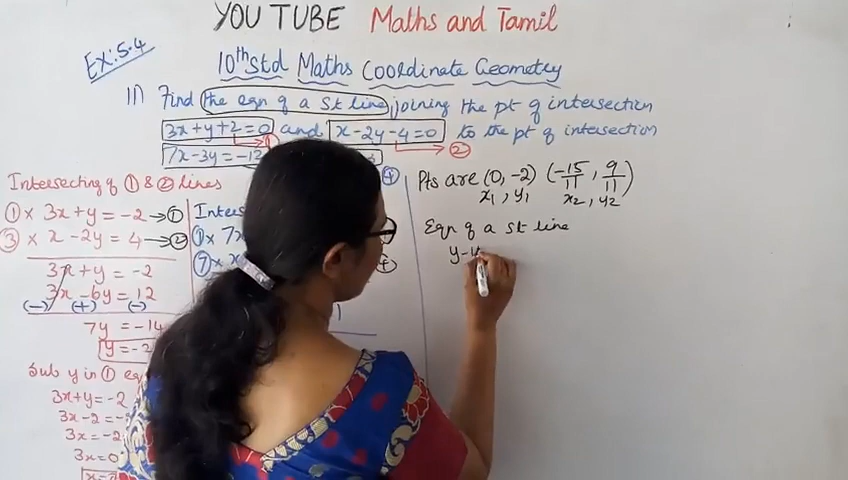 YOU TUBE Maths and Tamil
Ex: 5.4
10th Std Maths Coordinate Geometry
11) Find the eqn of a st line joining the pt of intersection
3x+y+2=0 and x-2y-4=0 to the pt of intersection
① ②
7x-3y=-12
Intersecting of ① & ② lines
① × 3x+y = -2 → ①
③ × x-2y = 4 → ②
3x+y = -2
3x-6y = 12
(-) (+) (-)
7y = -14
y = -2
Sub y in ① eq
3x+y = -2
3x-2 = -
3x = -2
3x = 0
① × 7x
⑦ ×
Pts are (0, -2) (-15/11, 9/11)
x₁, y₁ x₂, y₂
Eqn of a st line
y-y